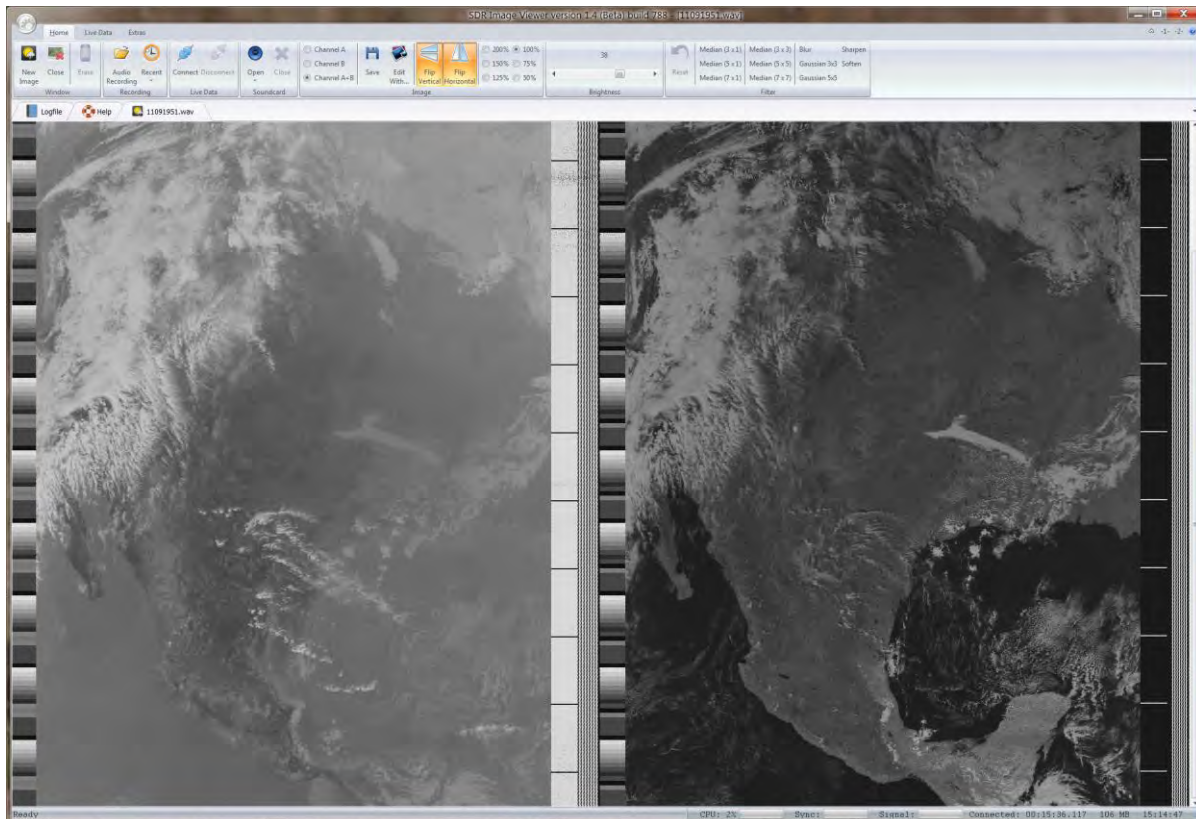 SDR Image Viewer version 1.4 (Beta) build 788 - [11091951.wav]
Home Live Data Extras
-1- -2-
New Image
Close
Erase
Window
Audio Recording
Recent
Recording
Connect
Disconnect
Live Data
Open
Close
Soundcard
Channel A
Channel B
Channel A+B
Save
Edit With...
Flip Vertical
Flip Horizontal
200% 100%
150% 75%
125% 50%
Image
38
Brightness
Reset
Median (3 x 1) Median (3 x 3) Blur Sharpen
Median (5 x 1) Median (5 x 5) Gaussian 3x3 Soften
Median (7 x 1) Median (7 x 7) Gaussian 5x5
Filter
Logfile Help 11091951.wav
Ready CPU: 2% Sync: Signal: Connected: 00:15:36.117 106 MB 15:14:47